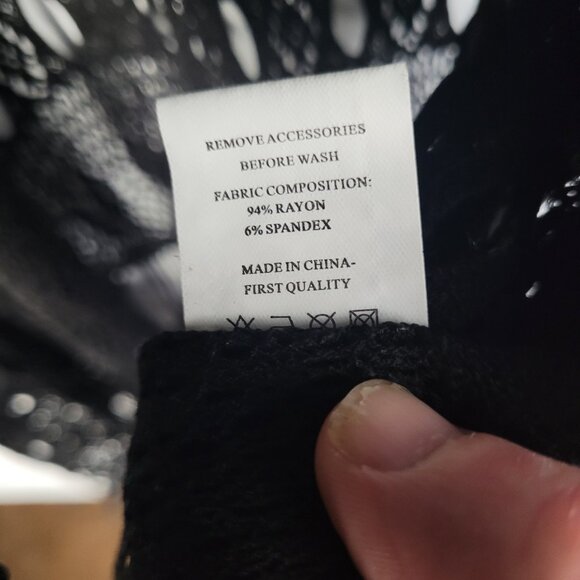 REMOVE ACCESSORIES
BEFORE WASH
FABRIC COMPOSITION:
94% RAYON
6% SPANDEX
MADE IN CHINA-
FIRST QUALITY